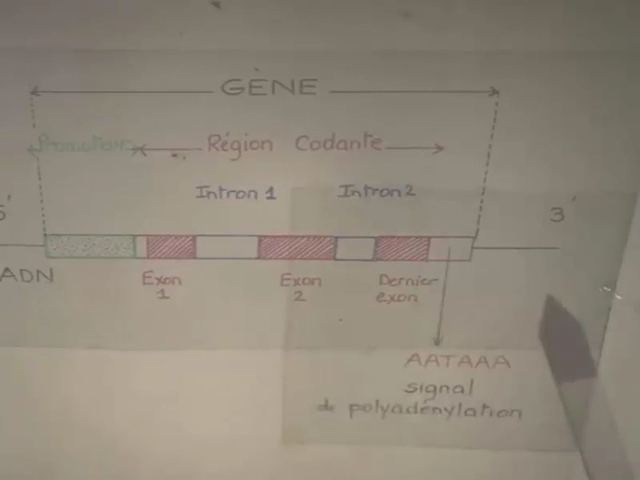 GÈNE
Promoteur
Région Codante
Intron 1
Intron 2
5'
3'
ADN
Exon
1
Exon
2
Dernier
exon
AATAAA
signal
de polyadénylation